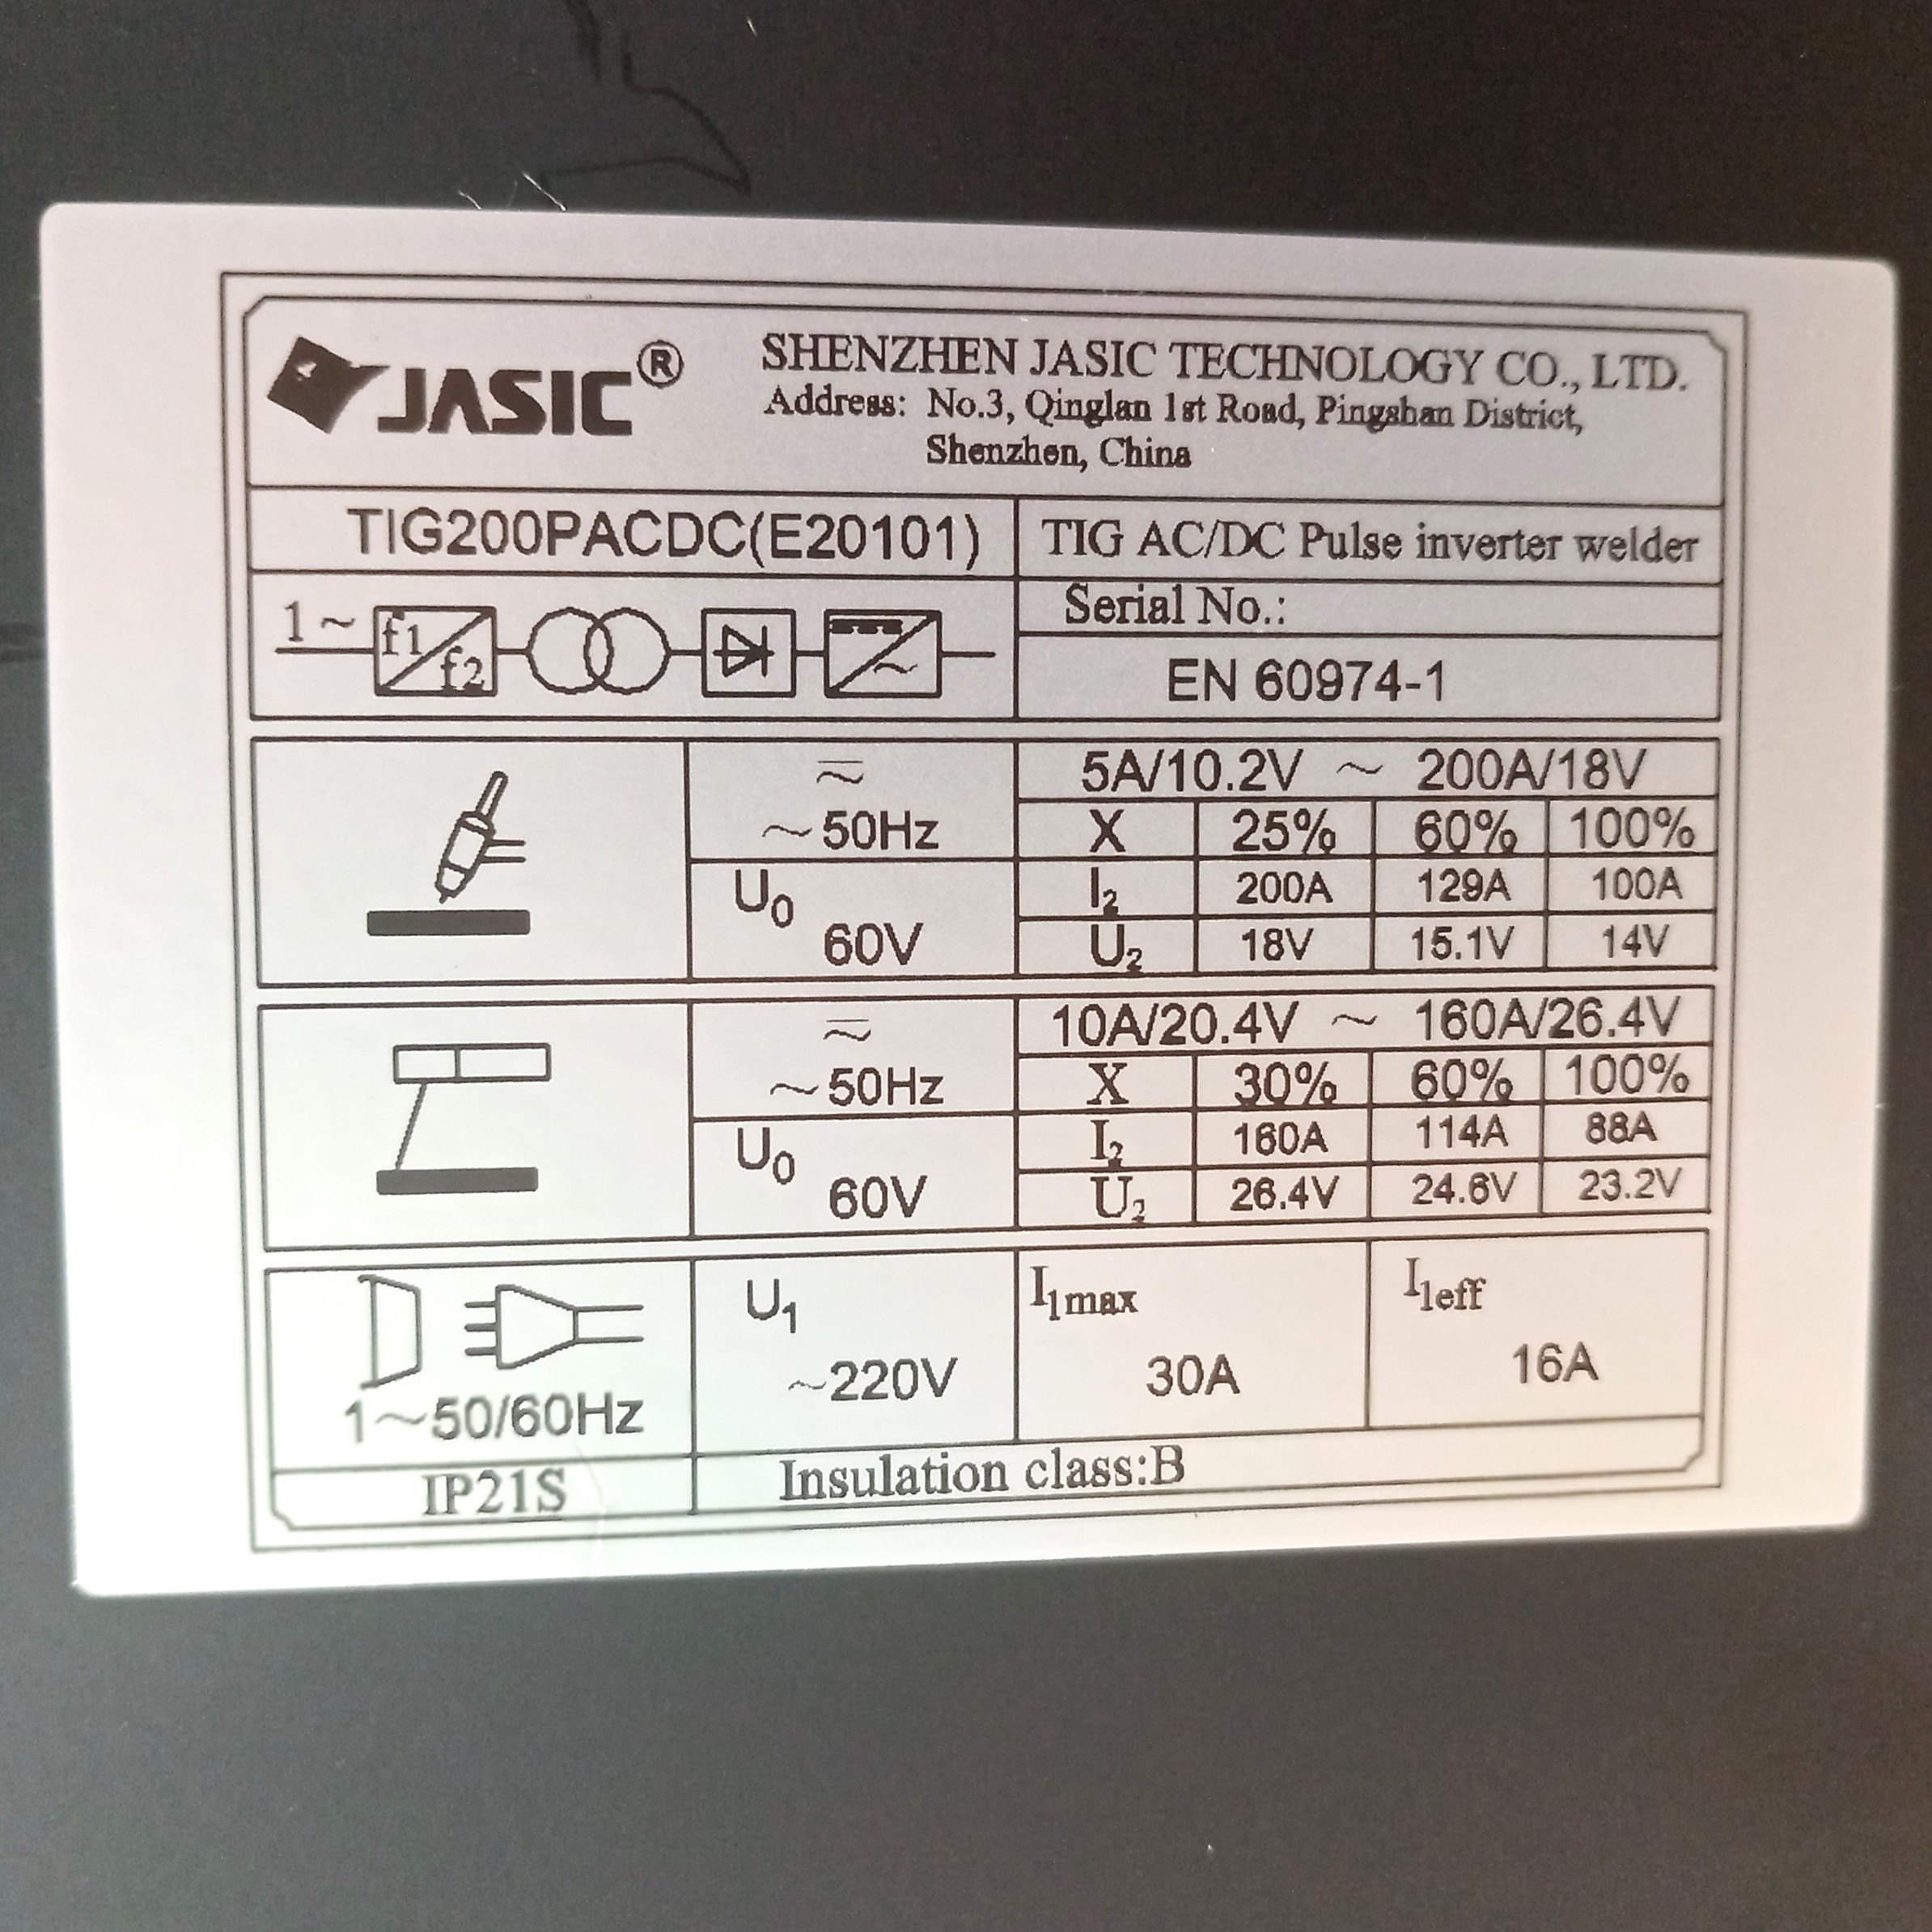 JASIC®
SHENZHEN JASIC TECHNOLOGY CO., LTD.
Address: No.3, Qinglan 1st Road, Pingshan District,
Shenzhen, China
TIG200PACDC(E20101)
TIG AC/DC Pulse inverter welder
1~ f1 f2 ~
Serial No.:
EN 60974-1
~
5A/10.2V ~ 200A/18V
~50Hz
X 25% 60% 100%
U0
I2 200A 129A 100A
60V
U2 18V 15.1V 14V
~
10A/20.4V ~ 160A/26.4V
~50Hz
X 30% 60% 100%
U0
I2 160A 114A 88A
60V
U2 26.4V 24.6V 23.2V
U1
I1max
I1eff
~220V
30A
16A
1~50/60Hz
IP21S
Insulation class:B